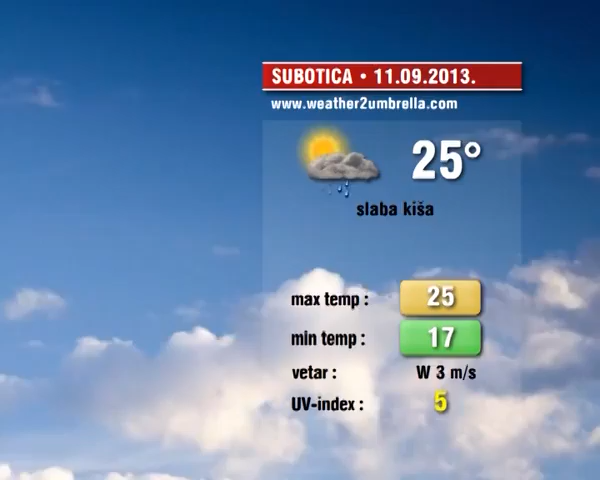 SUBOTICA • 11.09.2013.
www.weather2umbrella.com
25°
slaba kiša
max temp : 25
min temp : 17
vetar : W 3 m/s
UV-index : 5